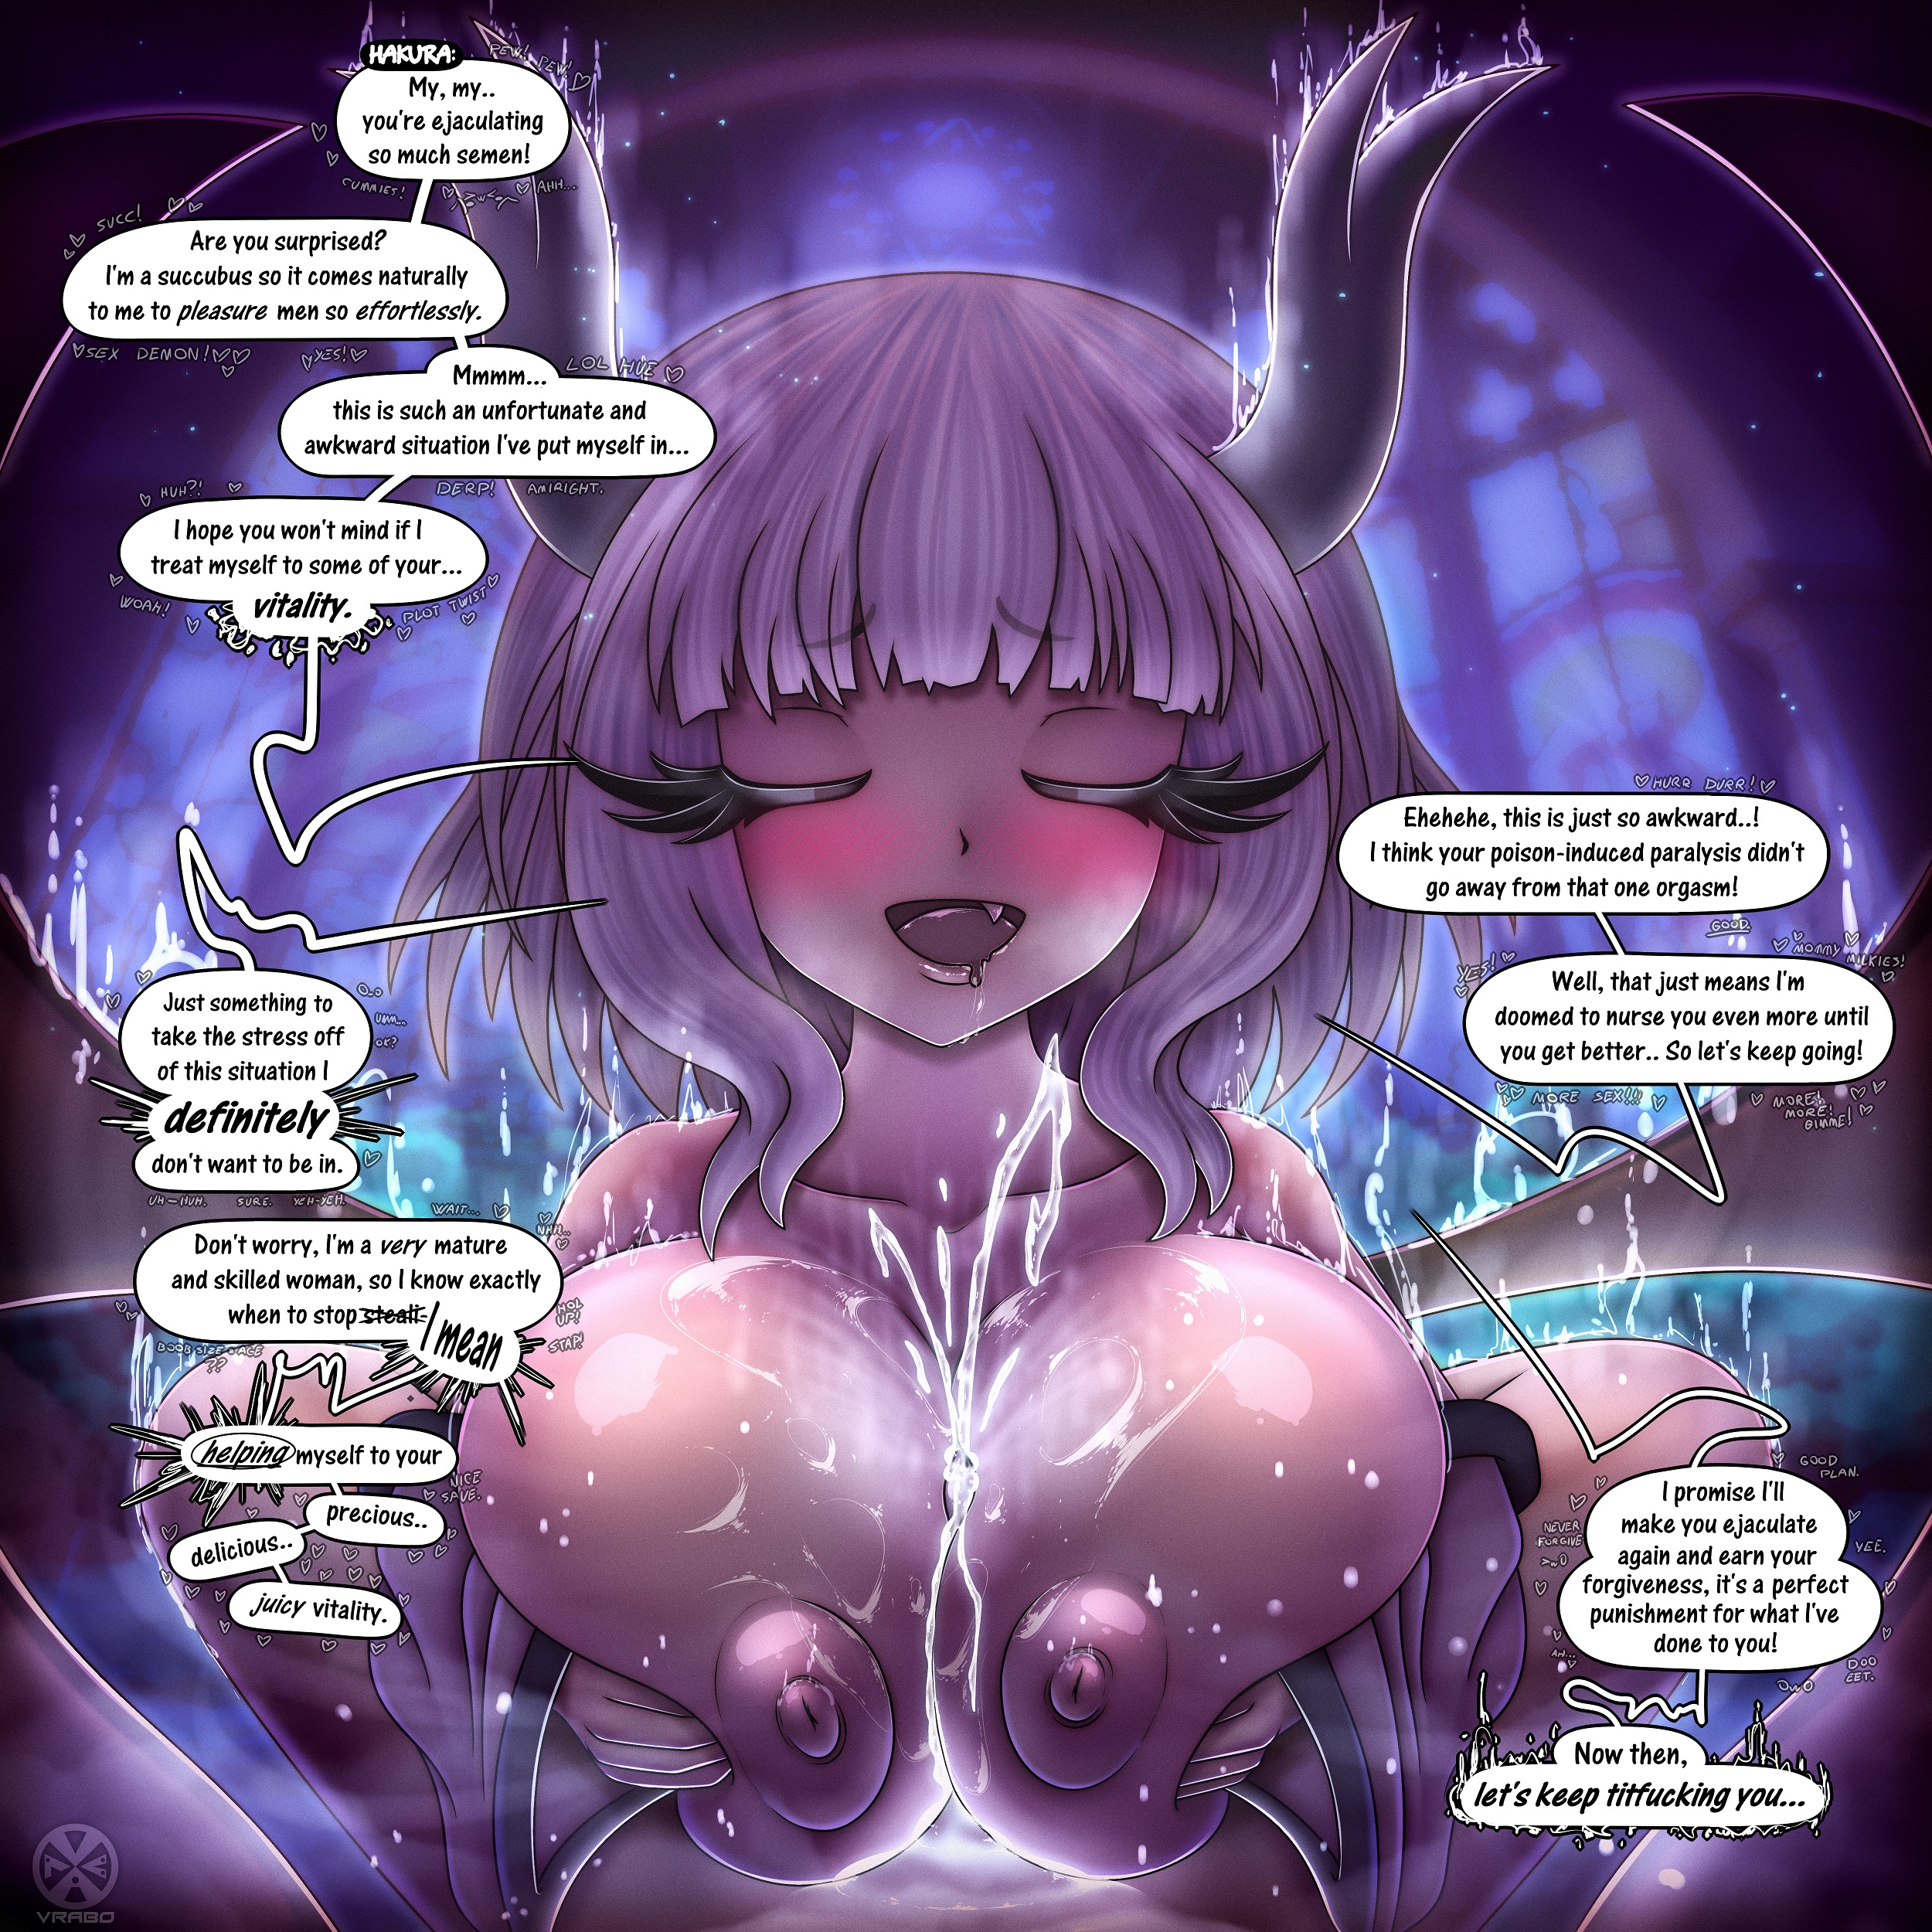 HAKURA:
PEW! PEW!
My, my..
you're ejaculating
so much semen!
CUMMIES!
AHH...
SUCC!
Are you surprised?
I'm a succubus so it comes naturally
to me to pleasure men so effortlessly.
SEX DEMON!
YES!
LOL HUE
Mmmm...
this is such an unfortunate and
awkward situation I've put myself in...
DERP! AMIRIGHT.
HUH?!
I hope you won't mind if I
treat myself to some of your...
vitality.
WOAH!
PLOT TWIST
Just something to
take the stress off
of this situation I
definitely
don't want to be in.
UMM...
OK?
UH-HUH. SURE. YEH-YEH.
WAIT...
NHH..
Don't worry, I'm a very mature
and skilled woman, so I know exactly
when to stop steali-
I mean
HOL
UP!
STAP!
BOOB SIZE
??
helping myself to your
NICE
SAVE.
precious..
delicious..
juicy vitality.
HURR DURR!
Ehehehe, this is just so awkward..!
I think your poison-induced paralysis didn't
go away from that one orgasm!
GOOD.
MOMMY
MILKIES!
YES!
Well, that just means I'm
doomed to nurse you even more until
you get better.. So let's keep going!
MORE SEX!!!
MORE!
MORE!
GIMME!
GOOD
PLAN.
I promise I'll
make you ejaculate
again and earn your
forgiveness, it's a perfect
punishment for what I've
done to you!
NEVER
FORGIVE
>wO
YEE.
AH...
DOO
EET.
OwO
Now then,
let's keep titfucking you...
VRABO